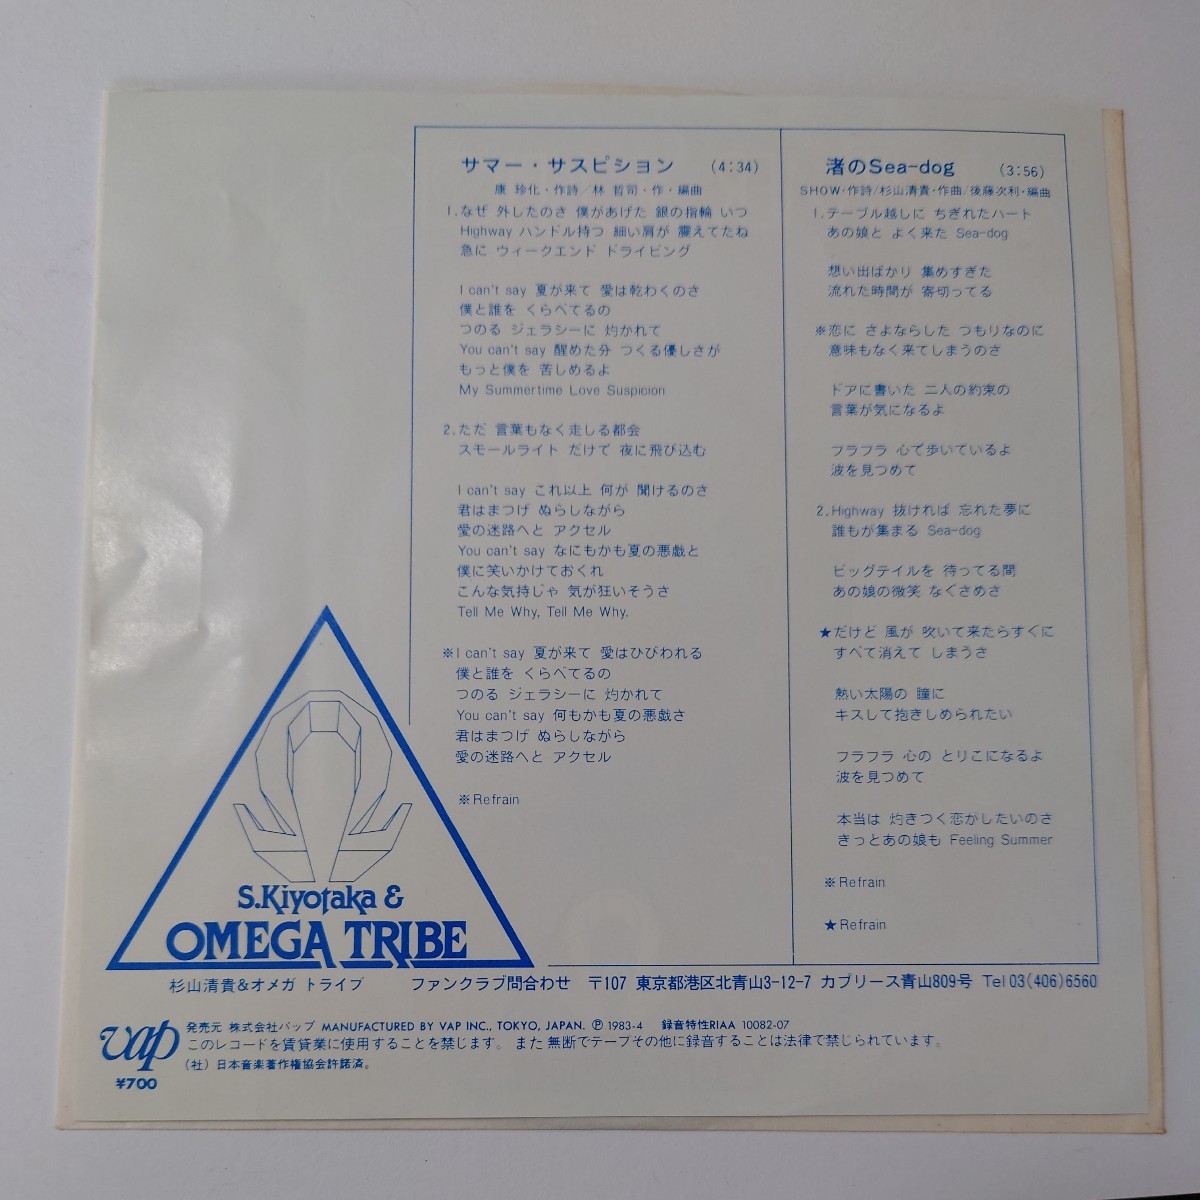 サマー・サスピション (4:34)
康 珍化・作詩/林 哲司・作・編曲
1.なぜ 外したのさ 僕があげた 銀の指輪 いつ
Highway ハンドル持つ 細い肩が 震えてたね
急に ウィークエンド ドライビング
I can't say 夏が来て 愛は乾わくのさ
僕と誰を くらべてるの
つのる ジェラシーに 灼かれて
You can't say 醒めた分 つくる優しさが
もっと僕を 苦しめるよ
My Summertime Love Suspicion
2.ただ 言葉もなく走しる都会
スモールライト だけで 夜に飛び込む
I can't say これ以上 何が 聞けるのさ
君はまつげ ぬらしながら
愛の迷路へと アクセル
You can't say なにもかも夏の悪戯と
僕に笑いかけておくれ
こんな気持じゃ 気が狂いそうさ
Tell Me Why, Tell Me Why.
※I can't say 夏が来て 愛はひびわれる
僕と誰を くらべてるの
つのる ジェラシーに 灼かれて
You can't say 何もかも夏の悪戯さ
君はまつげ ぬらしながら
愛の迷路へと アクセル
※Refrain
渚のSea-dog (3:56)
SHOW・作詩/杉山清貴・作曲/後藤次利・編曲
1.テーブル越しに ちぎれたハート
あの娘と よく来た Sea-dog
想い出ばかり 集めすぎた
流れた時間が 寄切ってる
※恋に さよならした つもりなのに
意味もなく来てしまうのさ
ドアに書いた 二人の約束の
言葉が気になるよ
フラフラ 心で歩いているよ
波を見つめて
2.Highway 抜ければ 忘れた夢に
誰もが集まる Sea-dog
ビッグテイルを 待ってる間
あの娘の微笑 なぐさめさ
★だけど 風が 吹いて来たらすぐに
すべて消えて しまうさ
熱い太陽の 瞳に
キスして抱きしめられたい
フラフラ 心の とりこになるよ
波を見つめて
本当は 灼きつく恋がしたいのさ
きっとあの娘も Feeling Summer
※Refrain
★Refrain
S.Kiyotaka &
OMEGA TRIBE
杉山清貴&オメガ トライブ ファンクラブ問合わせ 〒107 東京都港区北青山3-12-7 カプリース青山809号 Tel 03(406)6560
vap
発売元 株式会社バップ MANUFACTURED BY VAP INC., TOKYO, JAPAN. ℗ 1983-4 録音特性RIAA 10082-07
このレコードを賃貸業に使用することを禁じます。また無断でテープその他に録音することは法律で禁じられています。
(社)日本音楽著作権協会許諾済。
¥700